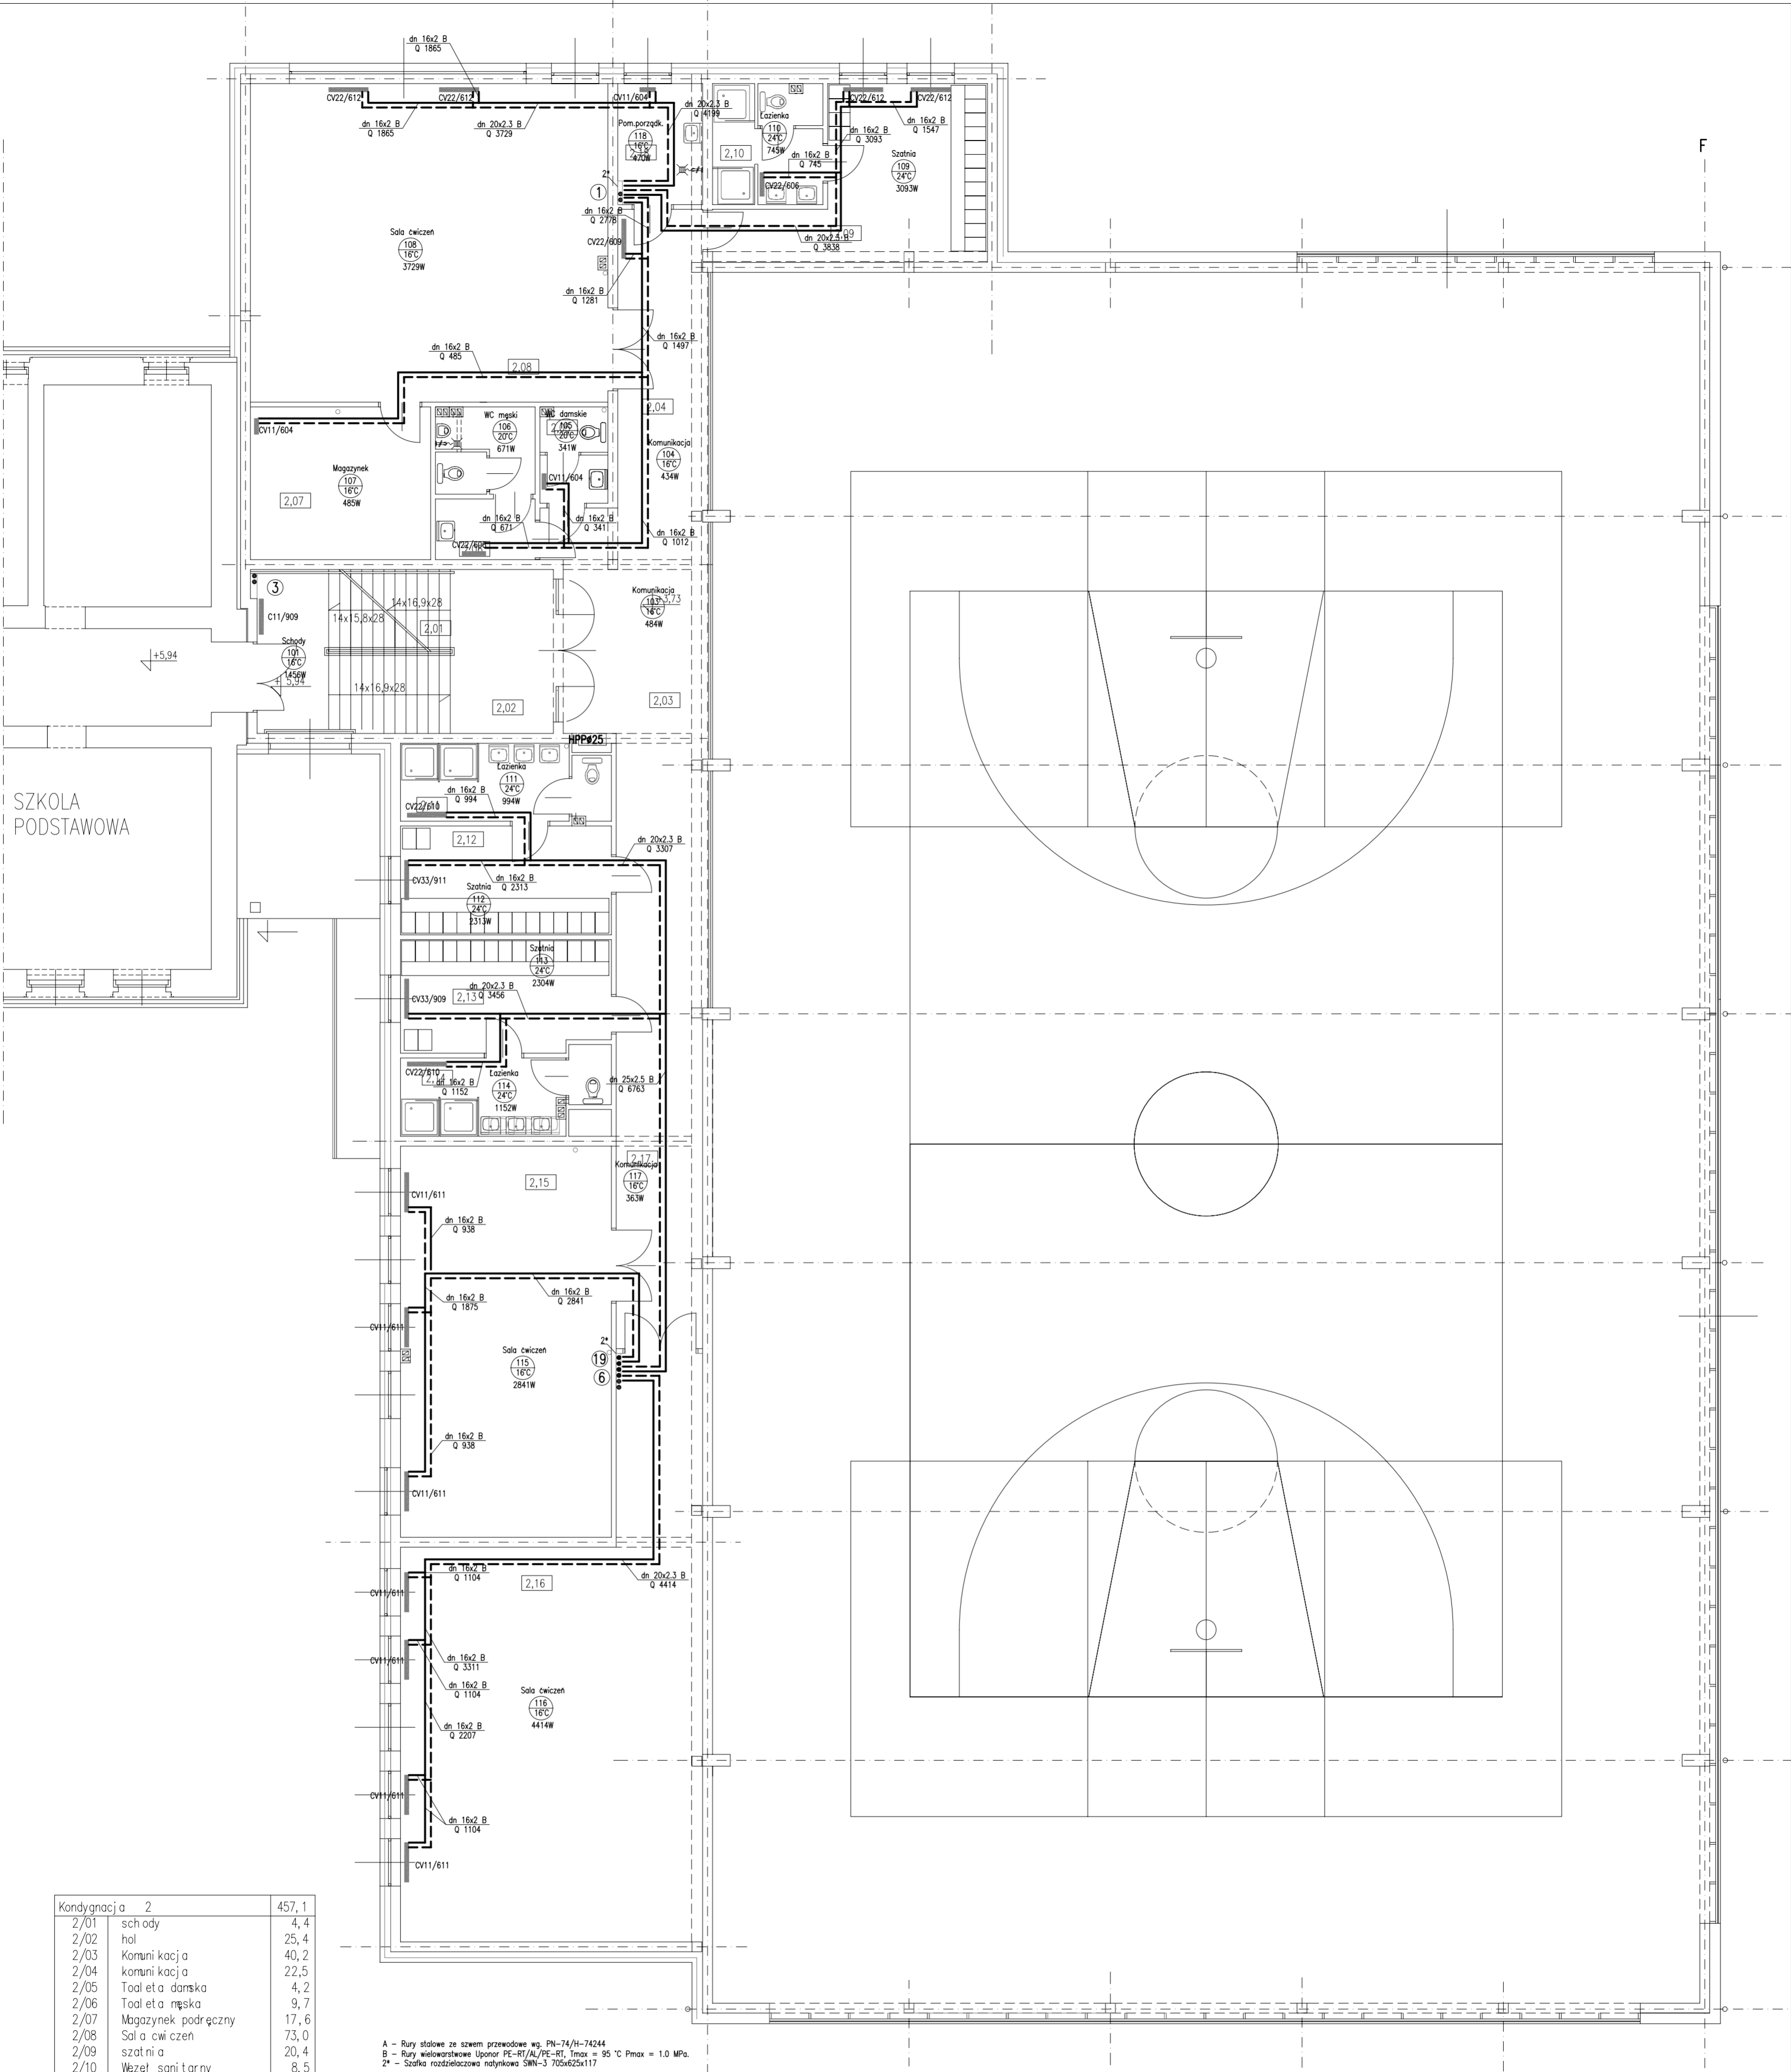 dn 16x2 B
Q 1865
CV22/612
CV22/612
CV11/604
CV22/612
CV22/612
dn 16x2 B
Q 1865
dn 20x2.3 B
Q 3729
dn 20x2.3 B
Q 4199
Pom.porządk.
118
16°C
470W
Łazienka
110
24°C
745W
2,10
dn 16x2 B
Q 3093
dn 16x2 B
Q 1547
dn 16x2 B
Q 745
CV22/606
Szatnia
109
24°C
3093W
F
2*
1
dn 16x2 B
Q 2778
CV22/609
dn 20x2.3 B
Q 3838
Sala ćwiczeń
108
16°C
3729W
dn 16x2 B
Q 1281
dn 16x2 B
Q 1497
dn 16x2 B
Q 485
2,08
2,04
CV11/604
WC męski
106
20°C
671W
WC damskie
105
20°C
341W
Komunikacja
104
16°C
434W
Magazynek
107
16°C
485W
2,07
CV11/604
dn 16x2 B
Q 671
dn 16x2 B
Q 341
dn 16x2 B
Q 1012
3
C11/909
14x16,9x28
14x15,8x28
2,01
Komunikacja
103
16°C
484W
Schody
101
16°C
1456W
+5,94
+ 5,94
14x16,9x28
2,02
2,03
HPPø25
Łazienka
111
24°C
994W
dn 16x2 B
Q 994
CV22/610
SZKOLA
PODSTAWOWA
2,12
dn 20x2.3 B
Q 3307
CV33/911
dn 16x2 B
Q 2313
Szatnia
112
24°C
2313W
Szatnia
113
24°C
2304W
CV33/909
2,13
dn 20x2.3 B
Q 3456
CV22/610
dn 16x2 B
Q 1152
Łazienka
114
24°C
1152W
dn 25x2.5 B
Q 6763
2,17
Komunikacja
117
16°C
363W
2,15
CV11/611
dn 16x2 B
Q 938
dn 16x2 B
Q 1875
dn 16x2 B
Q 2841
CV11/611
2*
19
6
Sala ćwiczeń
115
16°C
2841W
dn 16x2 B
Q 938
CV11/611
dn 16x2 B
Q 1104
2,16
dn 20x2.3 B
Q 4414
CV11/611
CV11/611
dn 16x2 B
Q 3311
dn 16x2 B
Q 1104
Sala ćwiczeń
116
16°C
4414W
dn 16x2 B
Q 2207
CV11/611
dn 16x2 B
Q 1104
CV11/611
Kondygnacja 2 457,1
2/01 schody 4,4
2/02 hol 25,4
2/03 Komunikacja 40,2
2/04 komunikacja 22,5
2/05 Toaleta damska 4,2
2/06 Toaleta męska 9,7
2/07 Magazynek podręczny 17,6
2/08 Sala cwiczeń 73,0
2/09 szatnia 20,4
2/10 Węzeł sanitarny 8,5
A – Rury stalowe ze szwem przewodowe wg. PN–74/H–74244
B – Rury wielowarstwowe Uponor PE–RT/AL/PE–RT, Tmax = 95 °C Pmax = 1.0 MPa.
2* – Szafka rozdzielaczowa natynkowa SWN–3 705x625x117